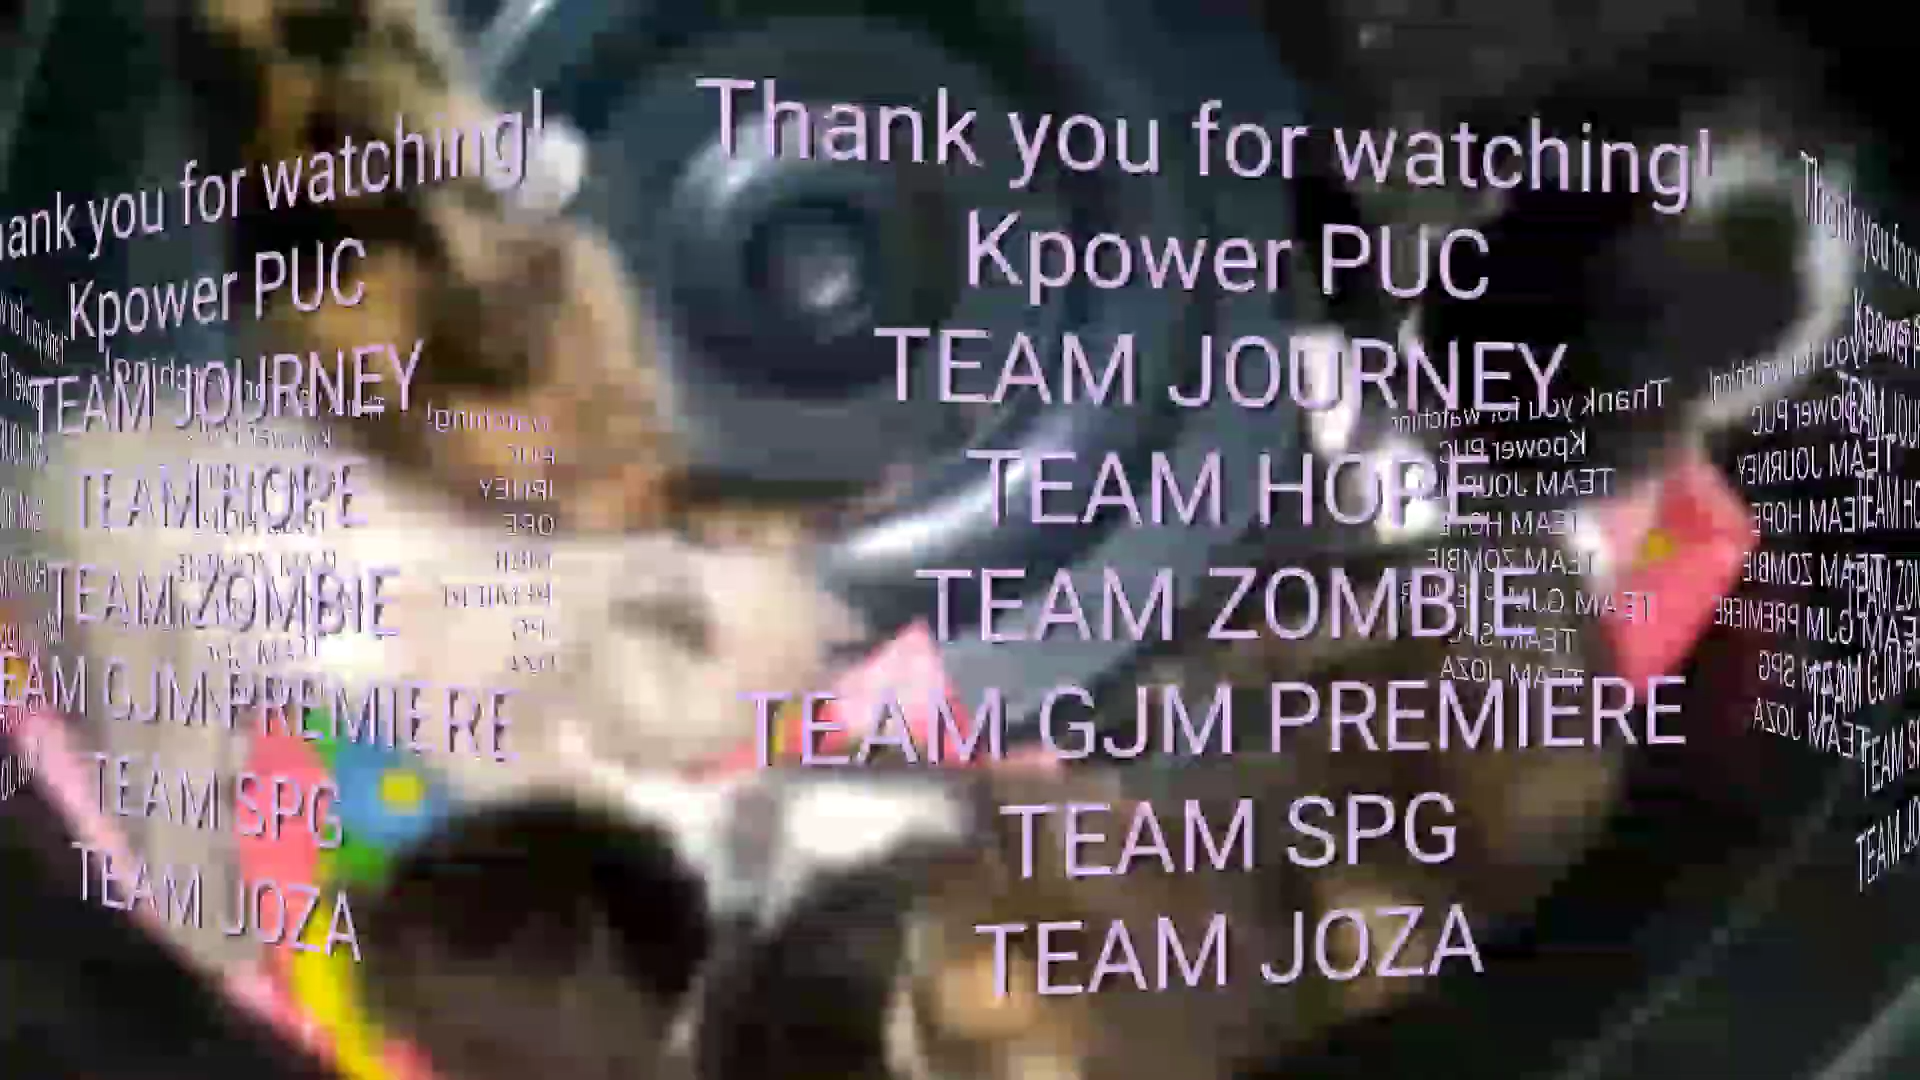 Thank you for watching!
Kpower PUC
TEAM JOURNEY
TEAM HOPE
TEAM ZOMBIE
TEAM GJM PREMIERE
TEAM SPG
TEAM JOZA